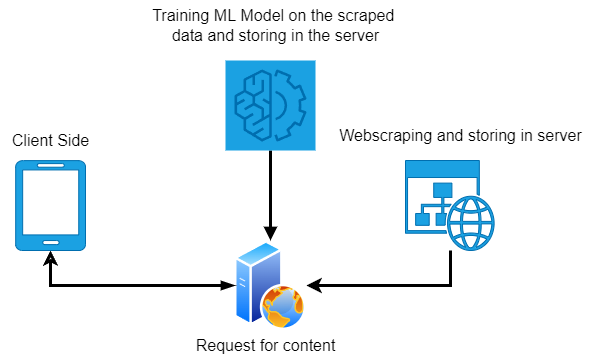 Training ML Model on the scraped
data and storing in the server
Client Side
Webscraping and storing in server
Request for content